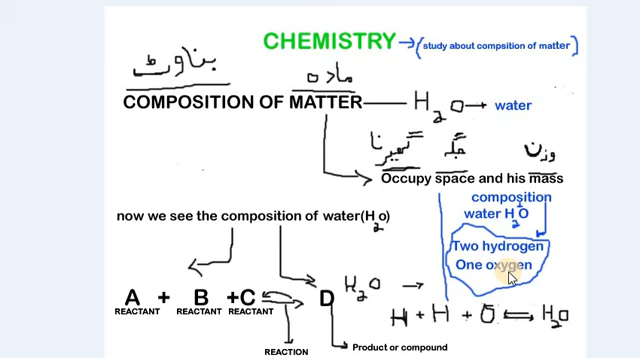 CHEMISTRY → (study about compsition of matter)
بناوٹ مادہ
COMPOSITION OF MATTER — H2O → water
گھیرنا جگہ وزن
Occupy space and his mass
composition
water H2O
now we see the composition of water(H2O)
Two hydrogen
One oxygen
A + B +C D H2O →
REACTANT REACTANT REACTANT
H + H + O ⇌ H2O
REACTION
Product or compound